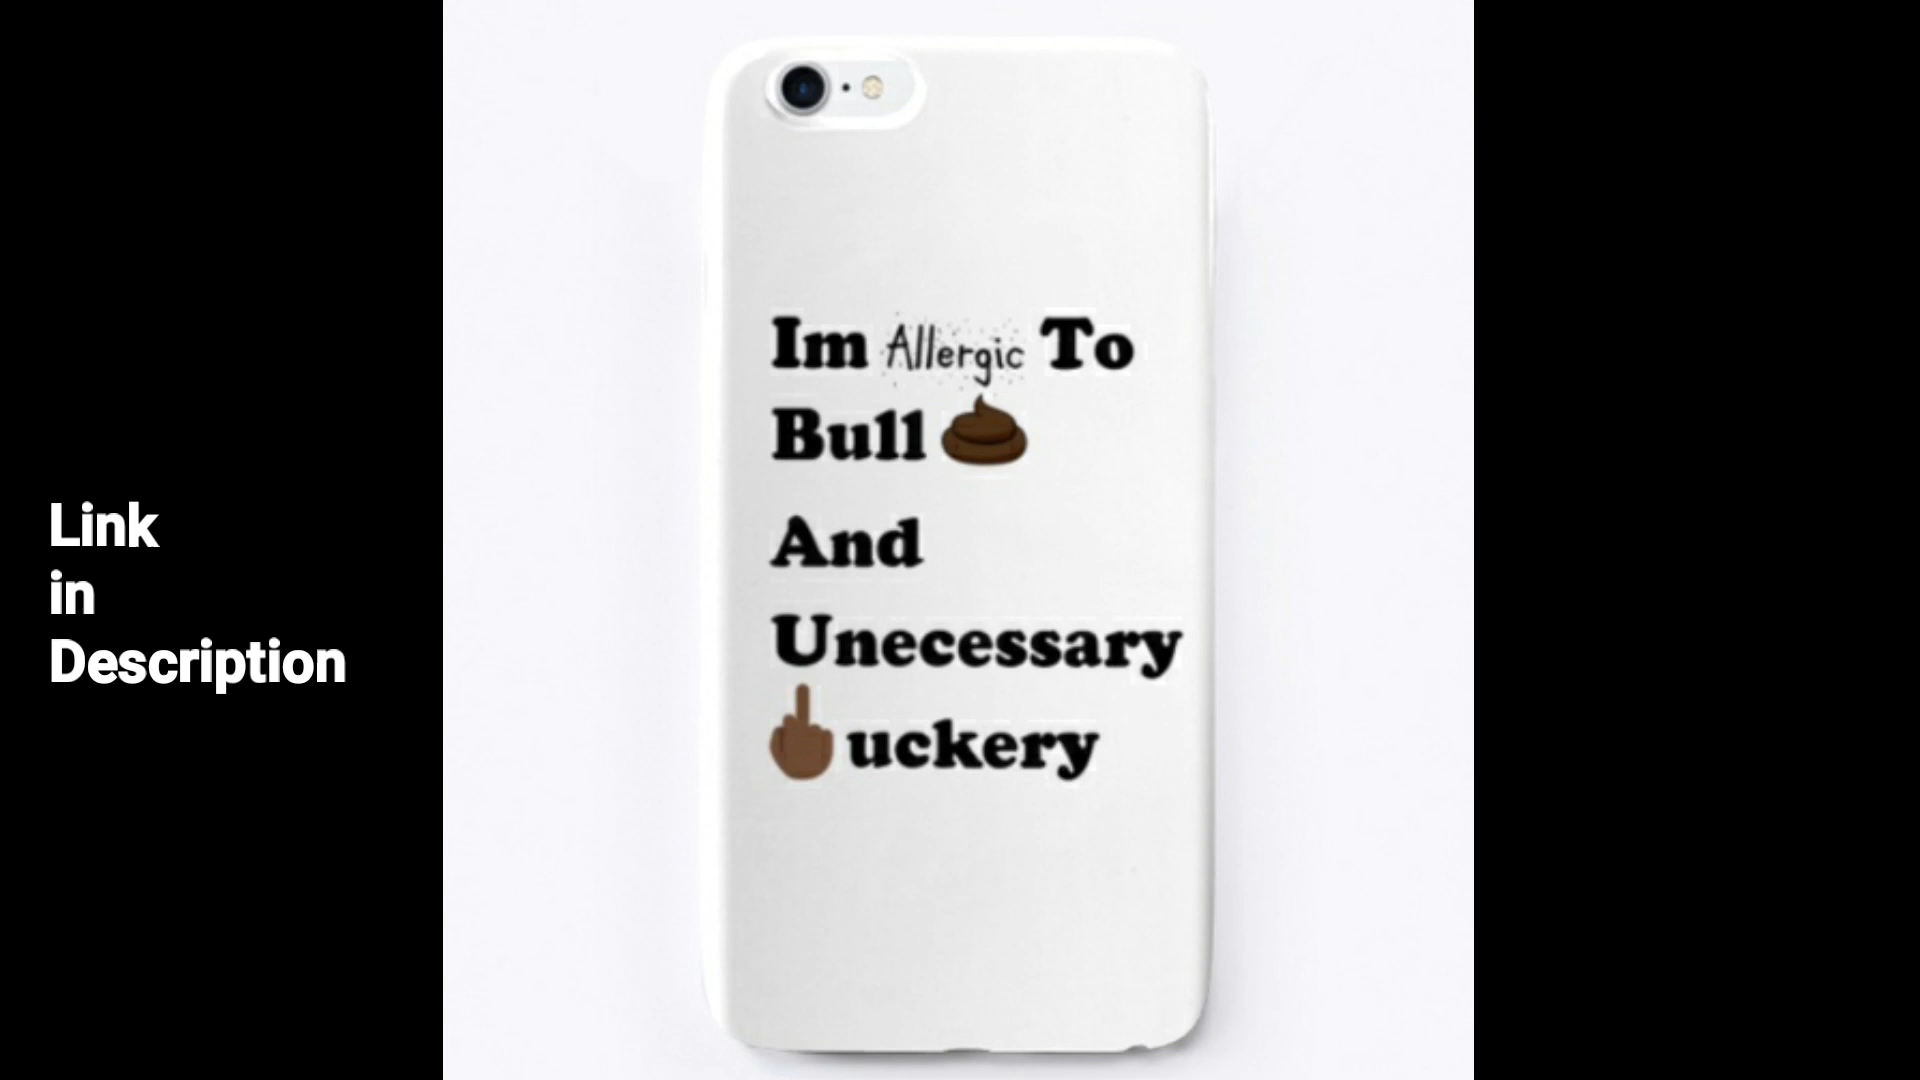 Link
in
Description
Im Allergic To
Bull 💩
And
Unecessary
🖕🏾uckery